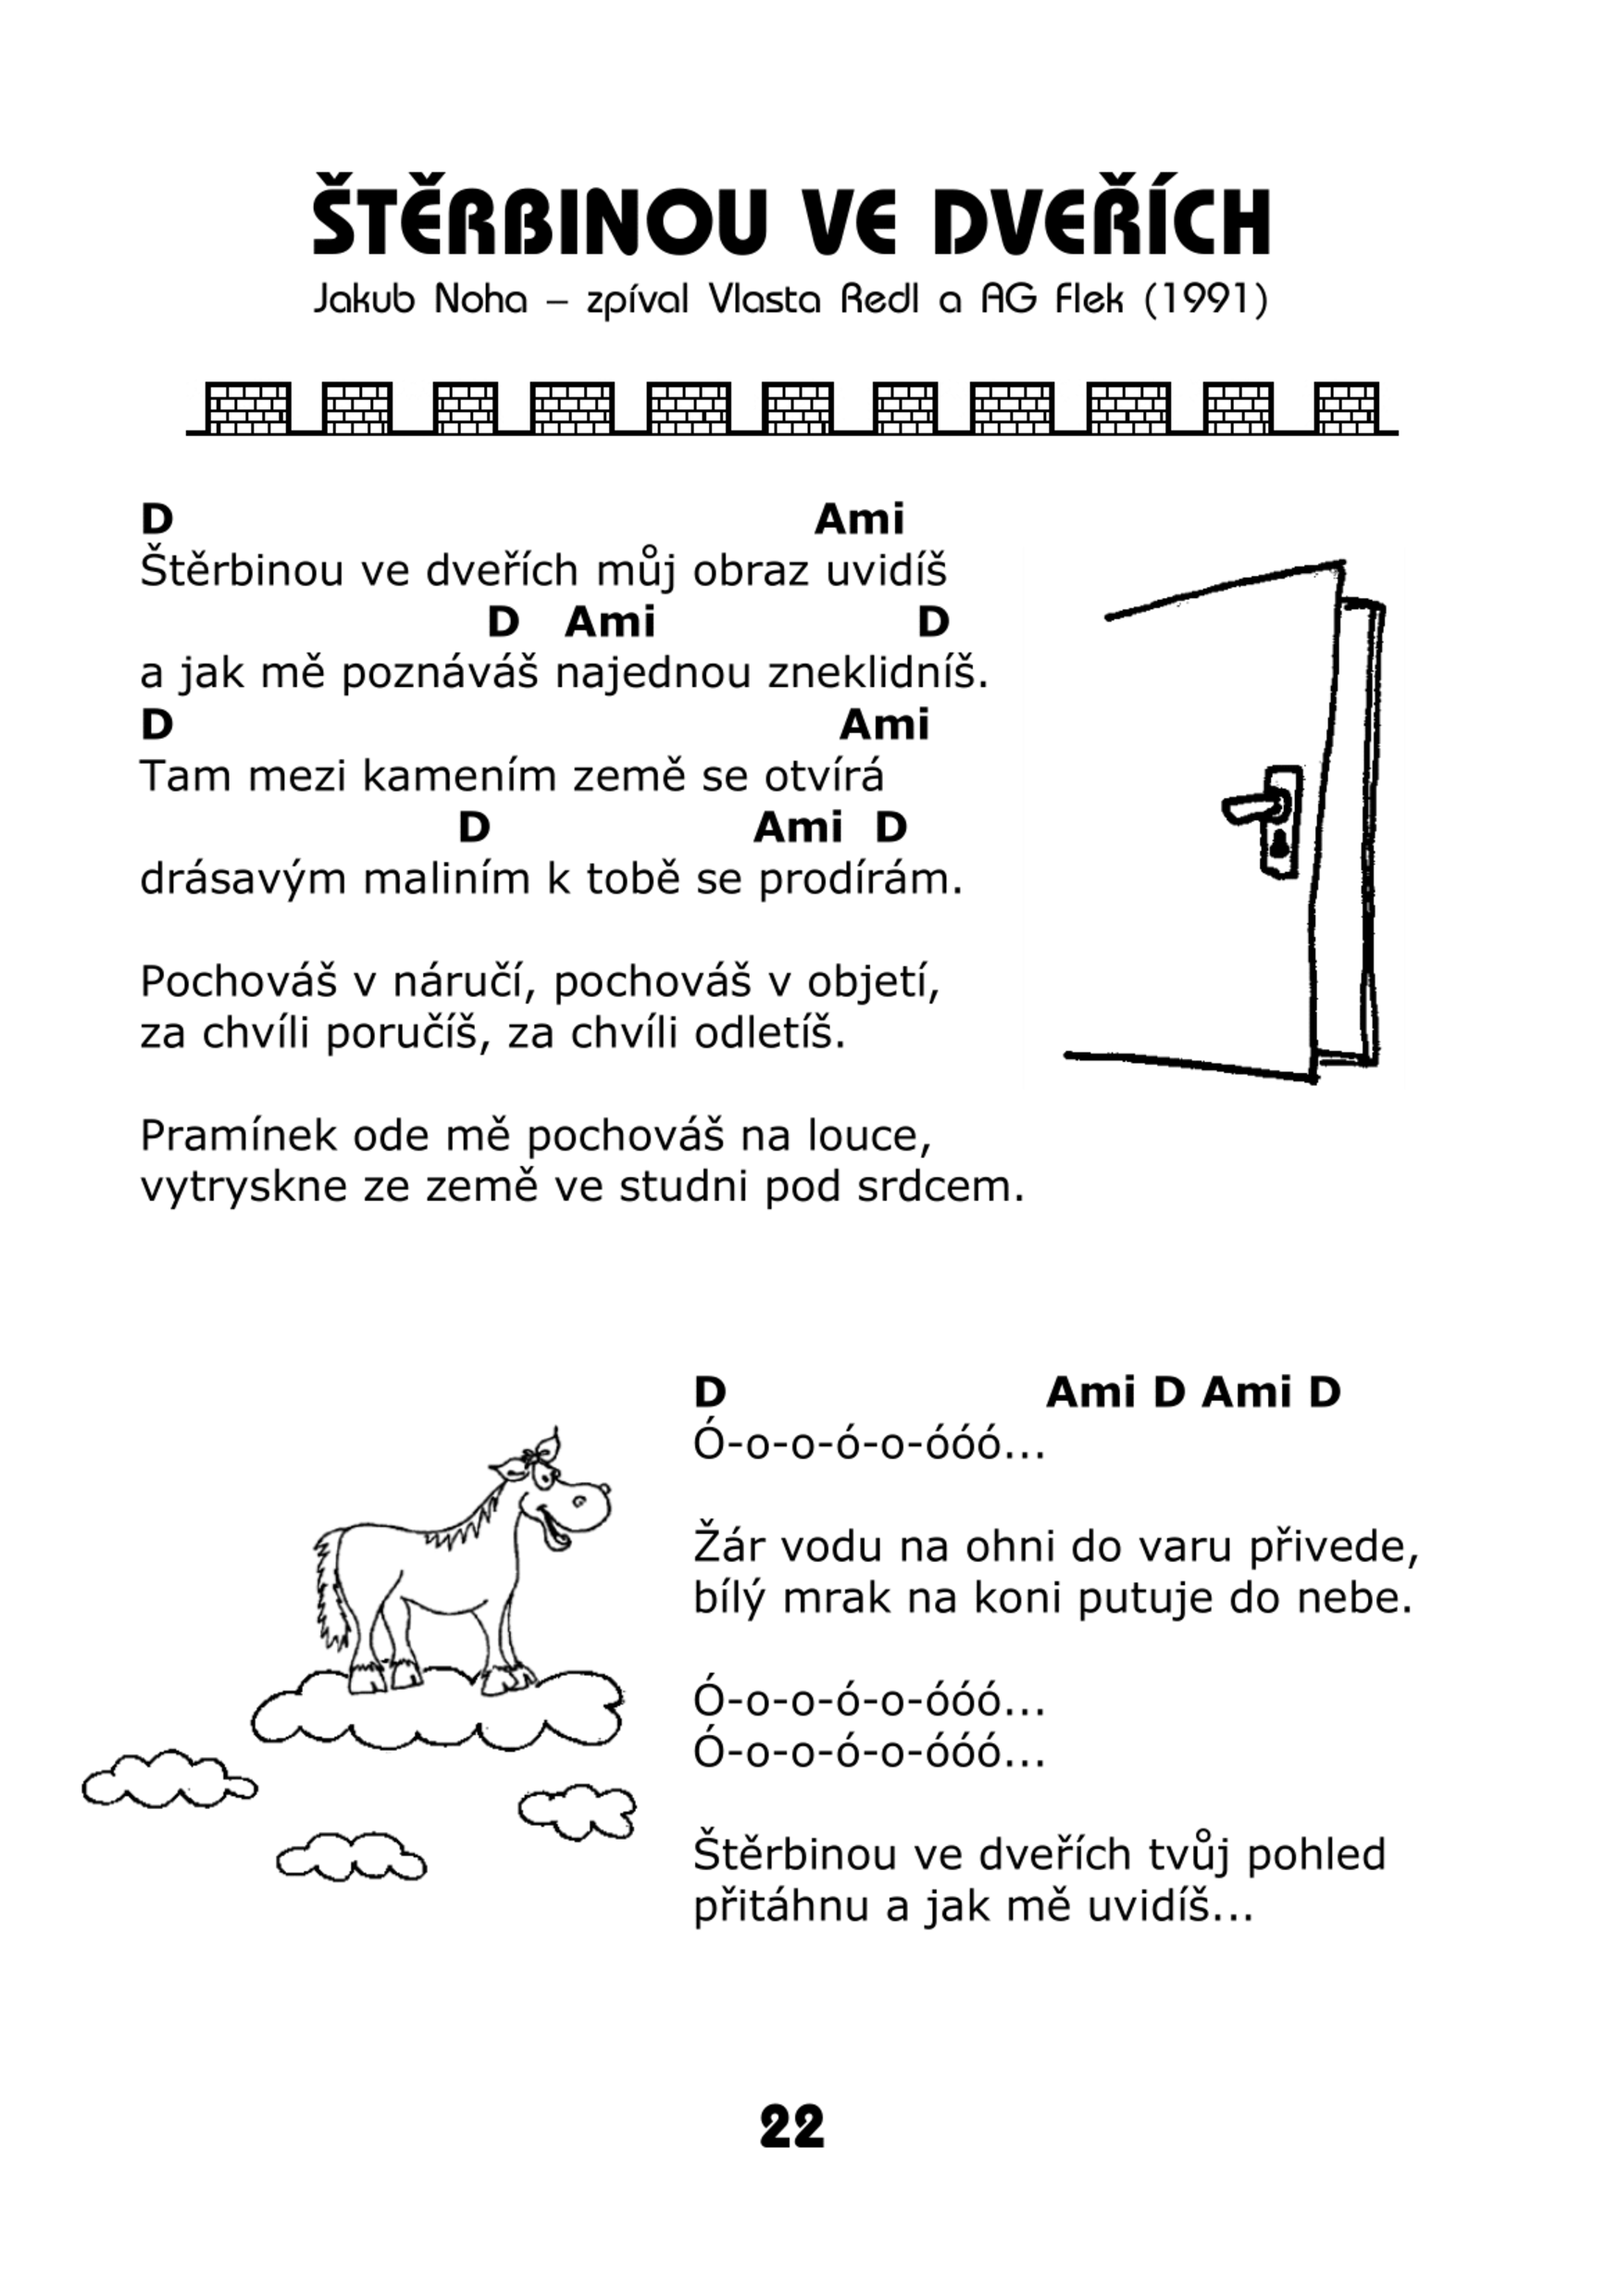 ŠTĚRBINOU VE DVEŘÍCH
Jakub Noha – zpíval Vlasta Redl a AG Flek (1991)
D Ami
Štěrbinou ve dveřích můj obraz uvidíš
D Ami D
a jak mě poznáváš najednou zneklidníš.
D Ami
Tam mezi kamením země se otvírá
D Ami D
drásavým maliním k tobě se prodírám.
Pochováš v náručí, pochováš v objetí,
za chvíli poručíš, za chvíli odletíš.
Pramínek ode mě pochováš na louce,
vytryskne ze země ve studni pod srdcem.
D Ami D Ami D
Ó-o-o-ó-o-óóó...
Žár vodu na ohni do varu přivede,
bílý mrak na koni putuje do nebe.
Ó-o-o-ó-o-óóó...
Ó-o-o-ó-o-óóó...
Štěrbinou ve dveřích tvůj pohled
přitáhnu a jak mě uvidíš...
22